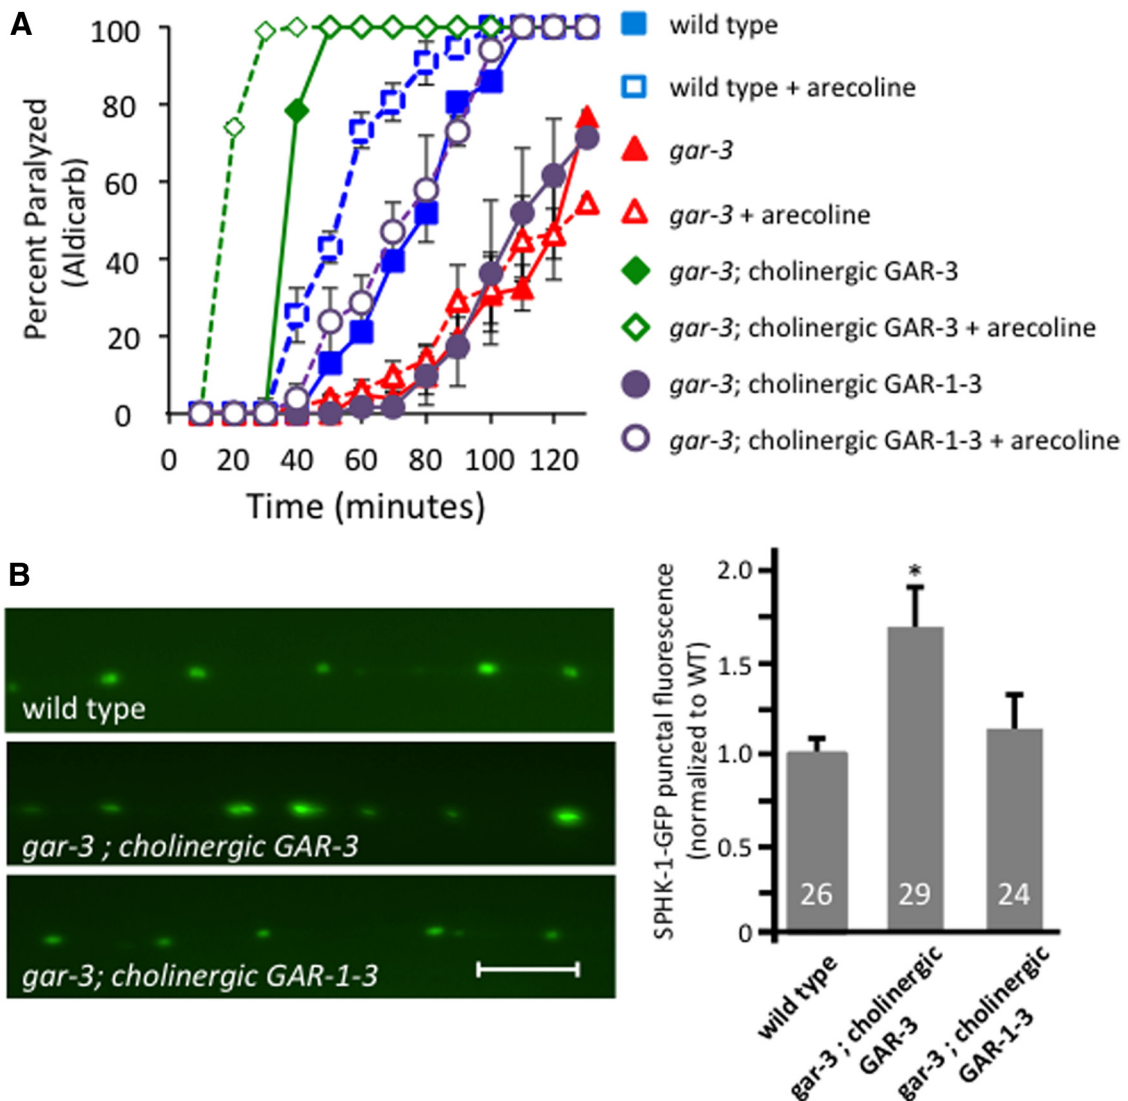 A
Percent Paralyzed
(Aldicarb)
100
80
60
40
20
0
0 20 40 60 80 100 120
Time (minutes)
wild type
wild type + arecoline
gar-3
gar-3 + arecoline
gar-3; cholinergic GAR-3
gar-3; cholinergic GAR-3 + arecoline
gar-3; cholinergic GAR-1-3
gar-3; cholinergic GAR-1-3 + arecoline
B
wild type
gar-3 ; cholinergic GAR-3
gar-3; cholinergic GAR-1-3
SPHK-1-GFP punctal fluorescence
(normalized to WT)
2.0
1.5
1.0
0.5
0
*
26 29 24
wild type
gar-3 ; cholinergic
GAR-3
gar-3 ; cholinergic
GAR-1-3